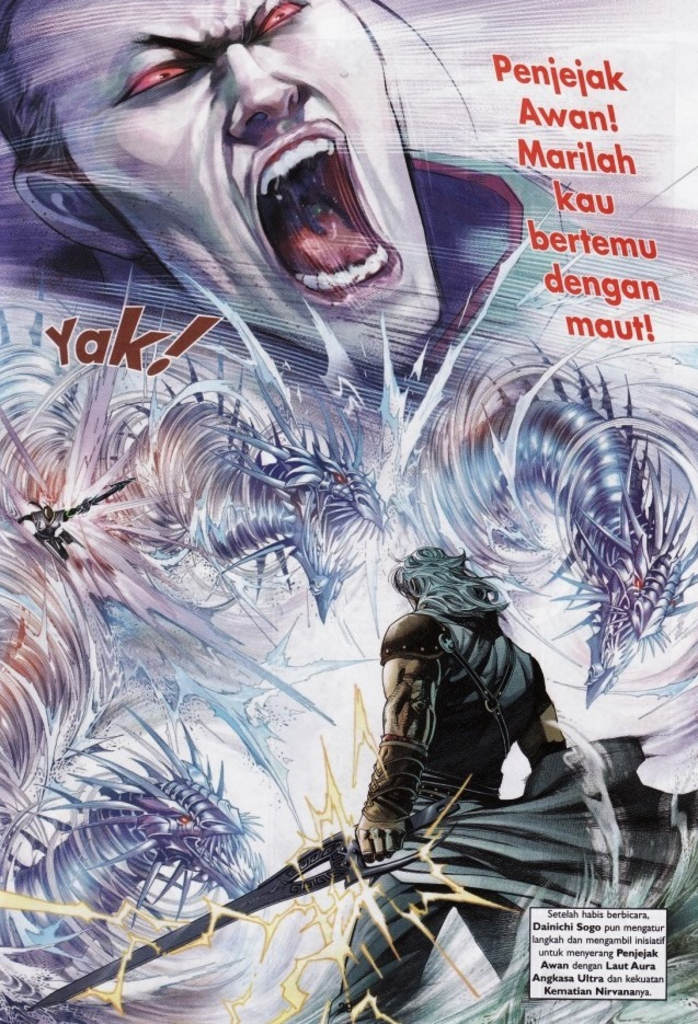 Penjejak
Awan!
Marilah
kau
bertemu
dengan
maut!
Yak!
Setelah habis berbicara,
Dainichi Sogo pun mengatur
langkah dan mengambil inisiatif
untuk menyerang Penjejak
Awan dengan Laut Aura
Angkasa Ultra dan kekuatan
Kematian Nirvananya.